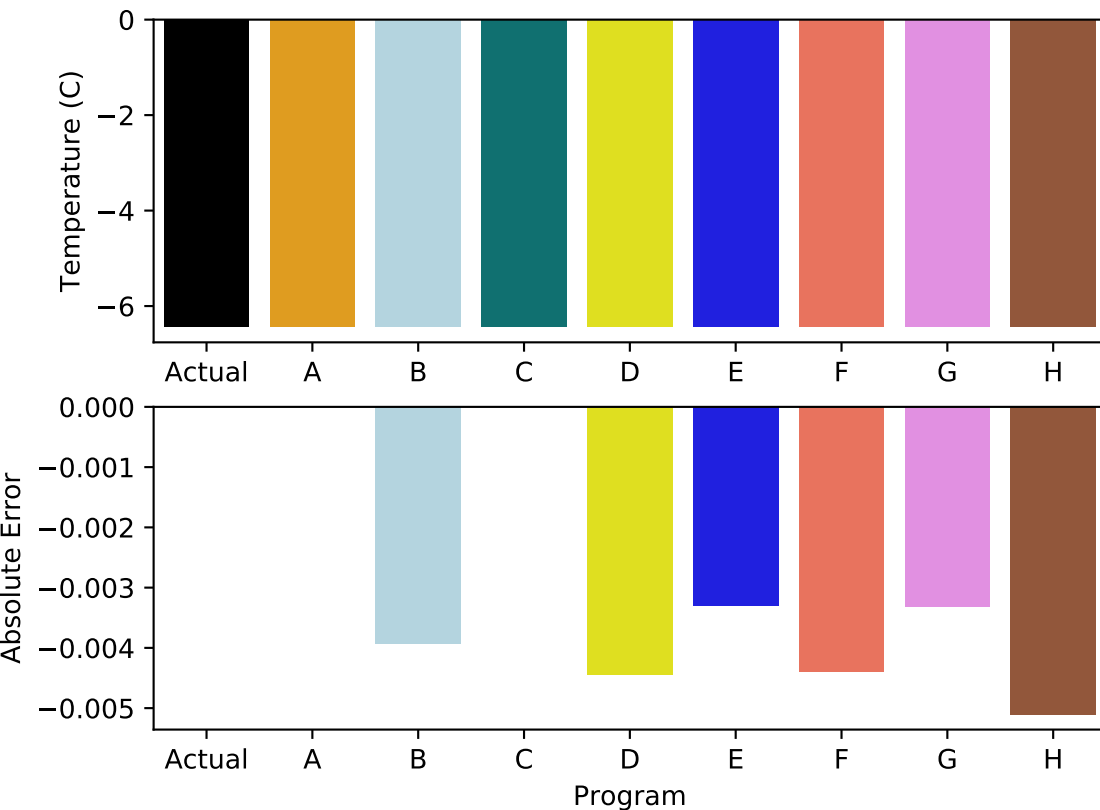 Temperature (C)
0
−2
−4
−6
Actual A B C D E F G H
Absolute Error
0.000
−0.001
−0.002
−0.003
−0.004
−0.005
Actual A B C D E F G H
Program